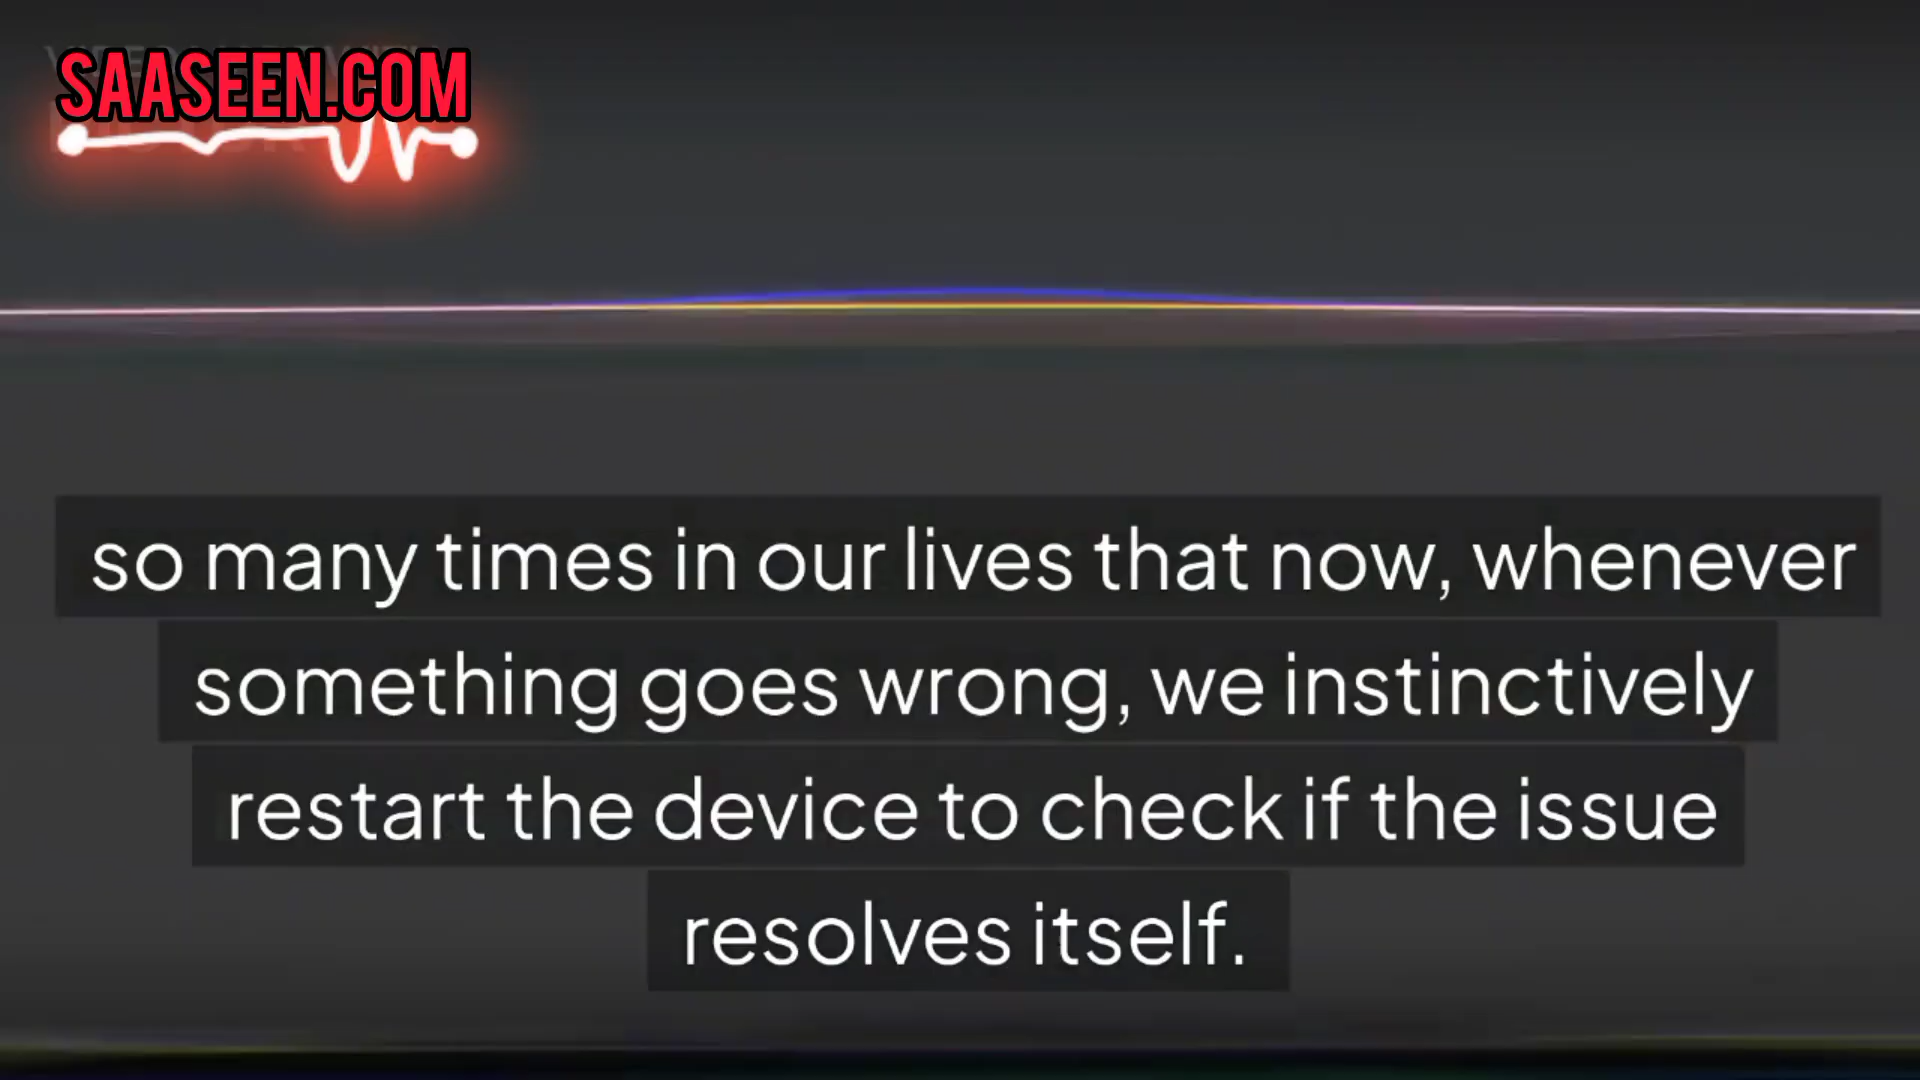 SAASEEN.COM
so many times in our lives that now, whenever
something goes wrong, we instinctively
restart the device to check if the issue
resolves itself.